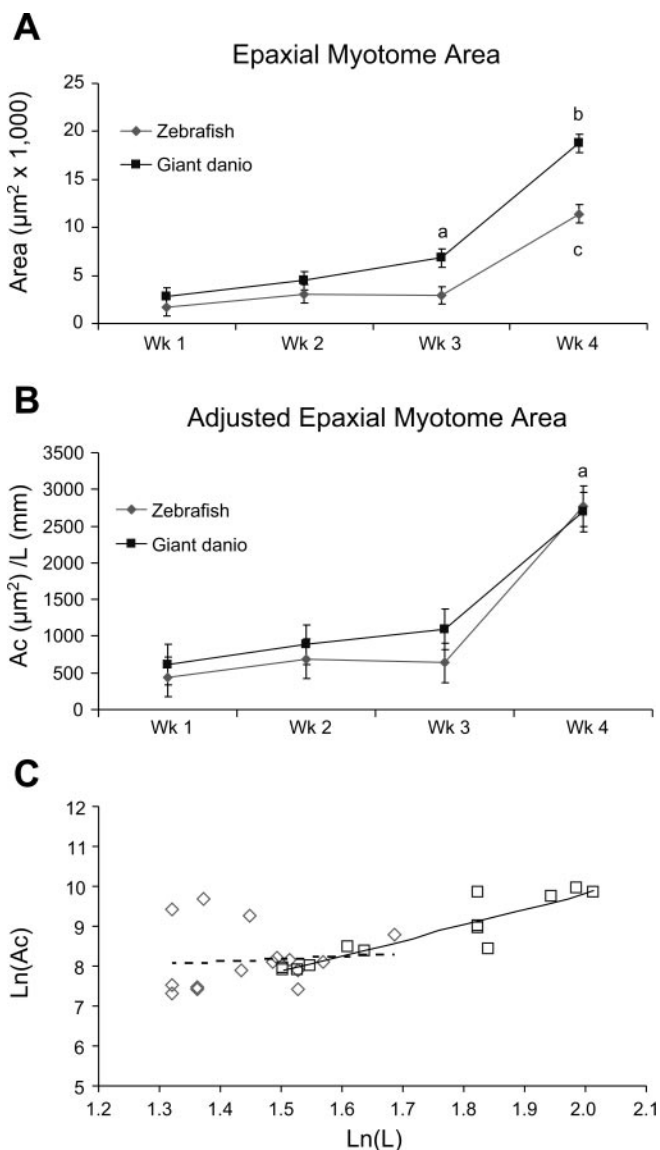 A
Epaxial Myotome Area
Area (µm² x 1,000)
25
20
15
10
5
0
Zebrafish
Giant danio
a
b
c
Wk 1 Wk 2 Wk 3 Wk 4
B
Adjusted Epaxial Myotome Area
Ac (µm²) /L (mm)
3500
3000
2500
2000
1500
1000
500
0
Zebrafish
Giant danio
a
Wk 1 Wk 2 Wk 3 Wk 4
C
Ln(Ac)
12
11
10
9
8
7
6
5
1.2 1.3 1.4 1.5 1.6 1.7 1.8 1.9 2.0 2.1
Ln(L)